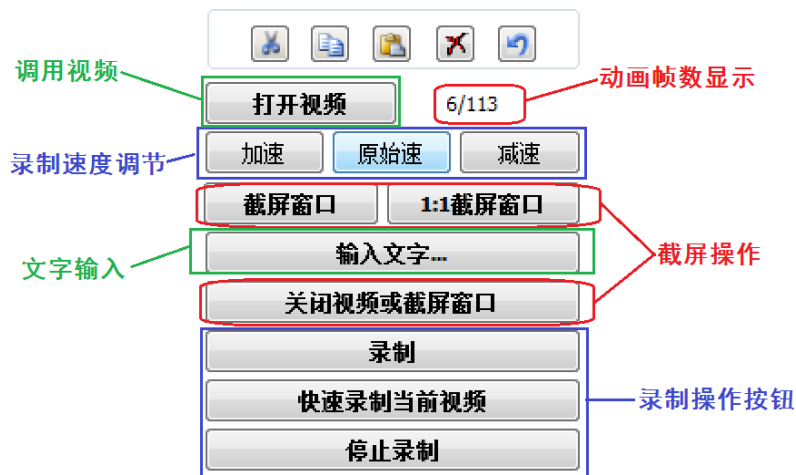 调用视频
动画帧数显示
打开视频
6/113
录制速度调节
加速
原始速
减速
截屏窗口
1:1截屏窗口
截屏操作
文字输入
输入文字...
关闭视频或截屏窗口
录制
快速录制当前视频
录制操作按钮
停止录制